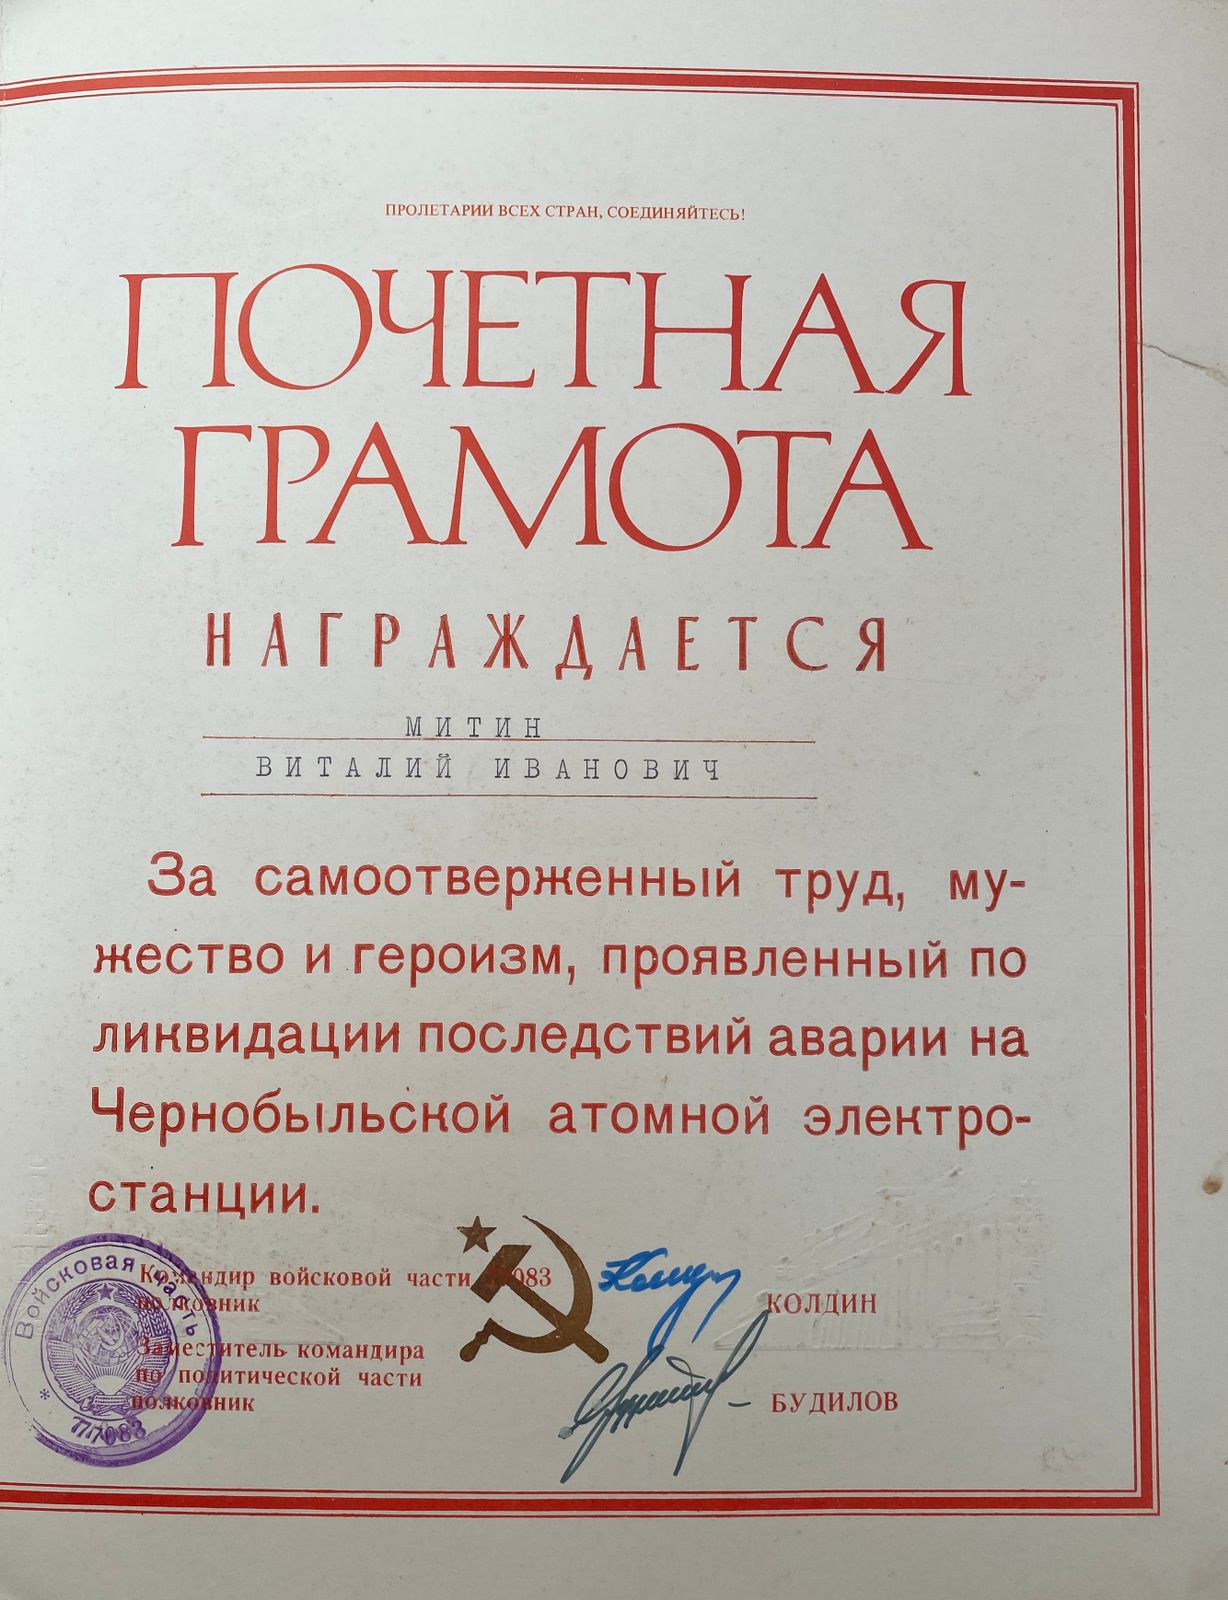 ПРОЛЕТАРИИ ВСЕХ СТРАН, СОЕДИНЯЙТЕСЬ!
ПОЧЕТНАЯ
ГРАМОТА
НАГРАЖДАЕТСЯ
МИТИН
ВИТАЛИЙ ИВАНОВИЧ
За самоотверженный труд, му-
жество и героизм, проявленный по
ликвидации последствий аварии на
Чернобыльской атомной электро-
станции.
Командир войсковой части 77083
полковник
КОЛДИН
Заместитель командира
по политической части
полковник
БУДИЛОВ
Войсковая часть
* 77083